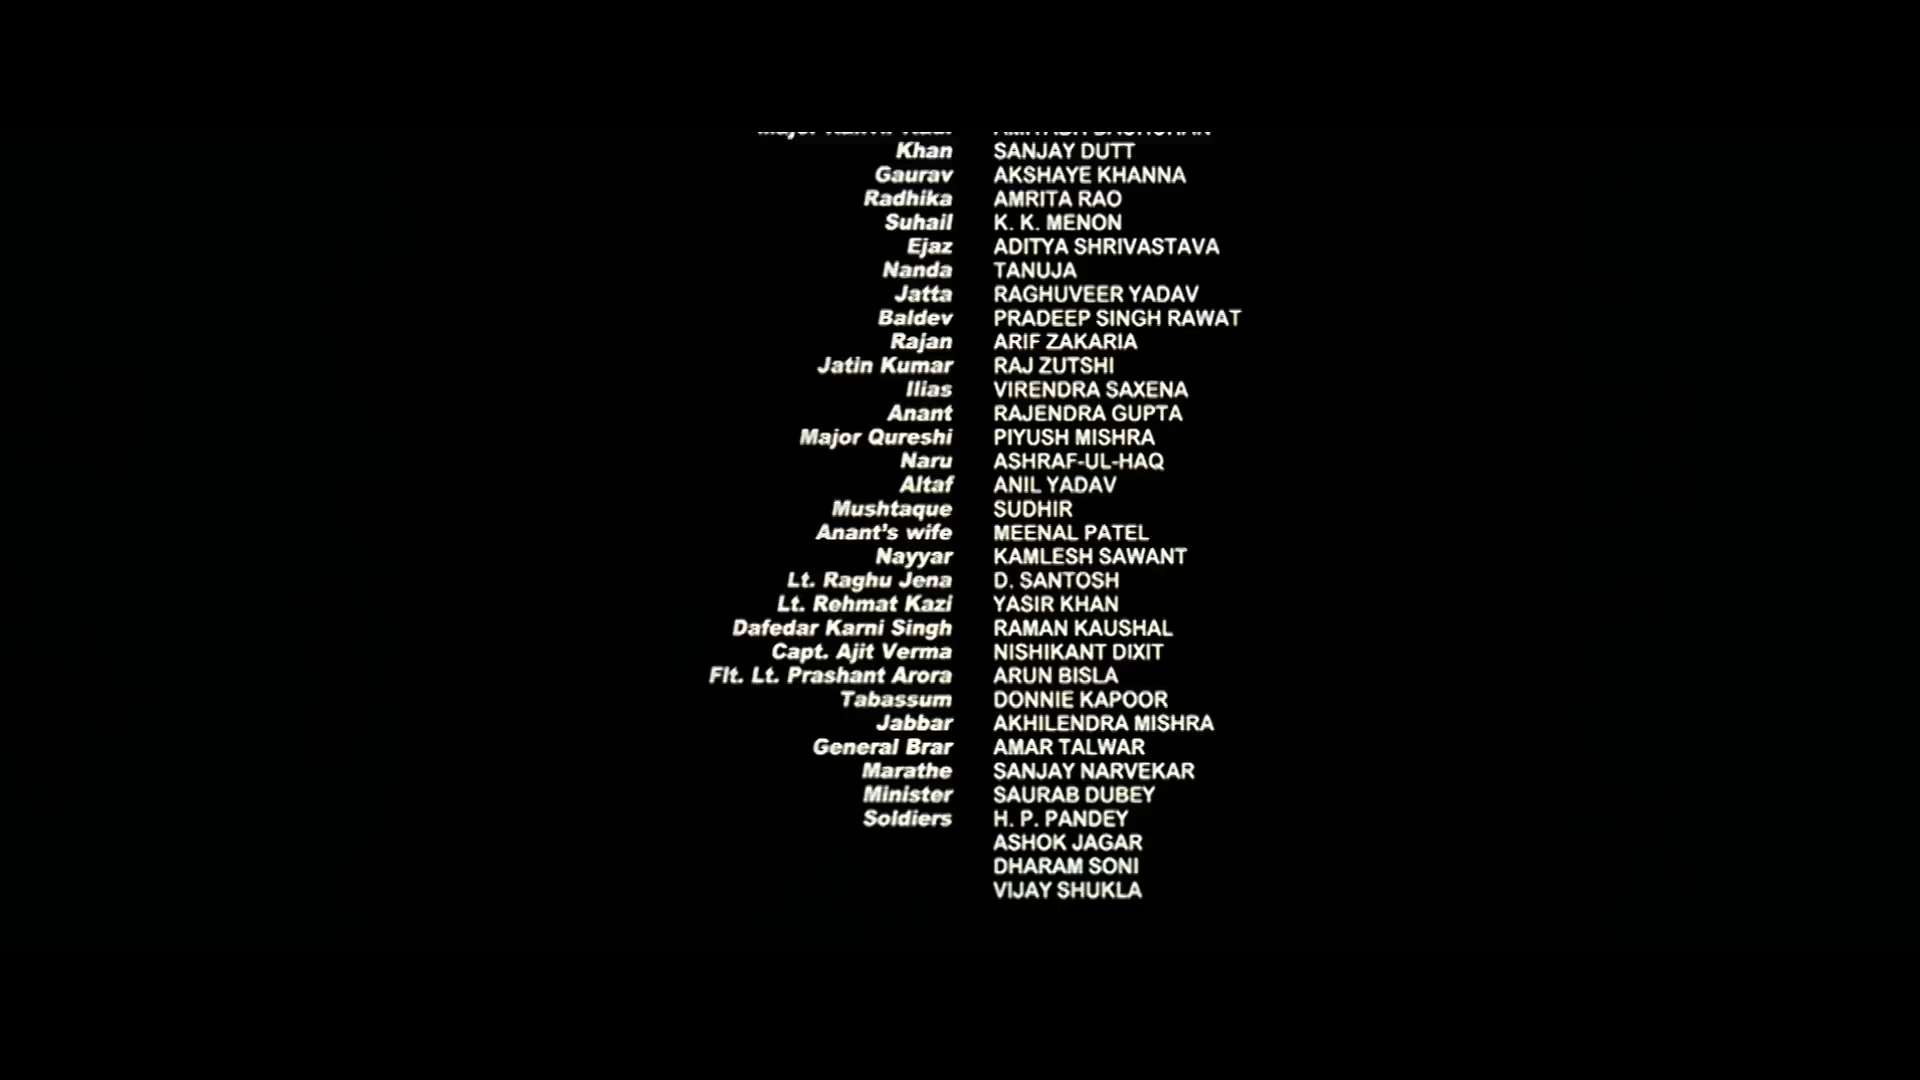 Khan SANJAY DUTT
Gaurav AKSHAYE KHANNA
Radhika AMRITA RAO
Suhail K. K. MENON
Ejaz ADITYA SHRIVASTAVA
Nanda TANUJA
Jatta RAGHUVEER YADAV
Baldev PRADEEP SINGH RAWAT
Rajan ARIF ZAKARIA
Jatin Kumar RAJ ZUTSHI
Ilias VIRENDRA SAXENA
Anant RAJENDRA GUPTA
Major Qureshi PIYUSH MISHRA
Naru ASHRAF-UL-HAQ
Altaf ANIL YADAV
Mushtaque SUDHIR
Anant's wife MEENAL PATEL
Nayyar KAMLESH SAWANT
Lt. Raghu Jena D. SANTOSH
Lt. Rehmat Kazi YASIR KHAN
Dafedar Karni Singh RAMAN KAUSHAL
Capt. Ajit Verma NISHIKANT DIXIT
Flt. Lt. Prashant Arora ARUN BISLA
Tabassum DONNIE KAPOOR
Jabbar AKHILENDRA MISHRA
General Brar AMAR TALWAR
Marathe SANJAY NARVEKAR
Minister SAURAB DUBEY
Soldiers H. P. PANDEY
ASHOK JAGAR
DHARAM SONI
VIJAY SHUKLA